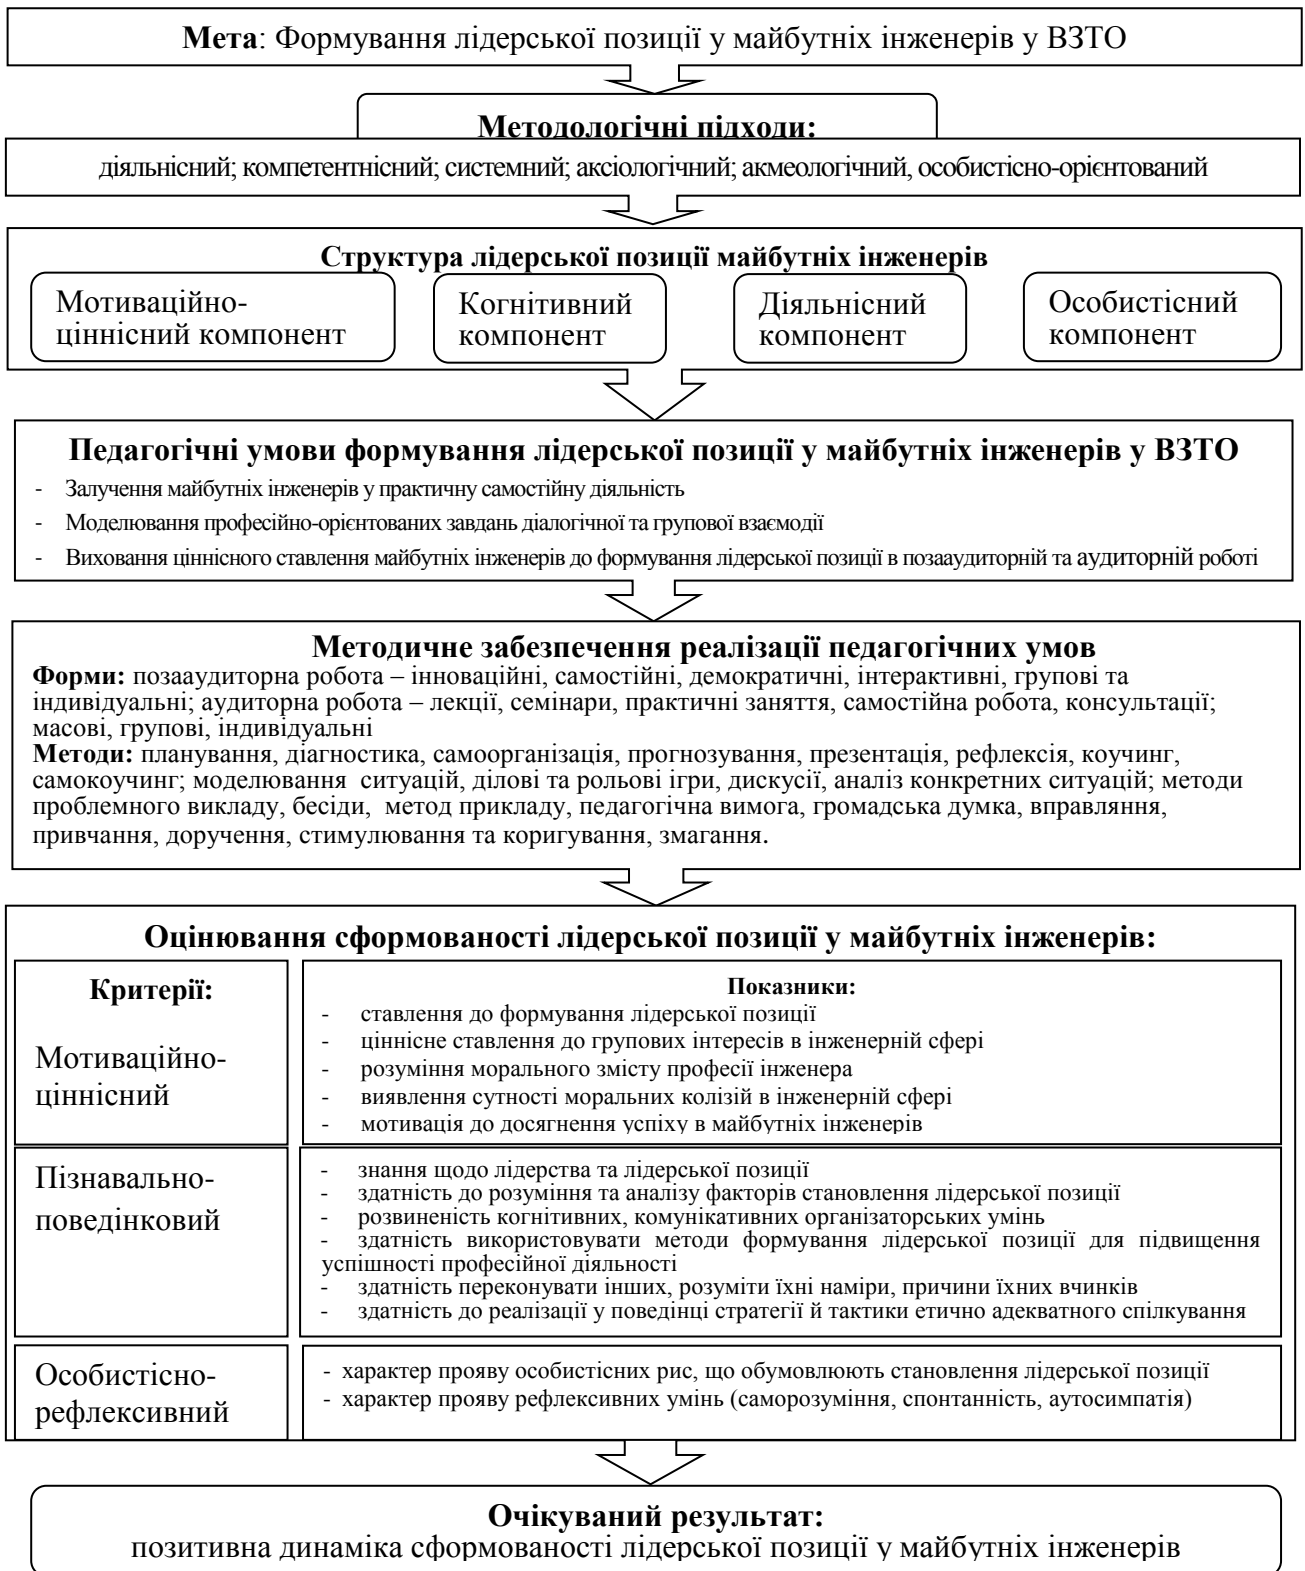 Мета: Формування лідерської позиції у майбутніх інженерів у ВЗТО
Методологічні підходи:
діяльнісний; компетентнісний; системний; аксіологічний; акмеологічний, особистісно-орієнтований
Структура лідерської позиції майбутніх інженерів
Мотиваційно-
ціннісний компонент
Когнітивний
компонент
Діяльнісний
компонент
Особистісний
компонент
Педагогічні умови формування лідерської позиції у майбутніх інженерів у ВЗТО
- Залучення майбутніх інженерів у практичну самостійну діяльність
- Моделювання професійно-орієнтованих завдань діалогічної та групової взаємодії
- Виховання ціннісного ставлення майбутніх інженерів до формування лідерської позиції в позааудиторній та аудиторній роботі
Методичне забезпечення реалізації педагогічних умов
Форми: позааудиторна робота – інноваційні, самостійні, демократичні, інтерактивні, групові та
індивідуальні; аудиторна робота – лекції, семінари, практичні заняття, самостійна робота, консультації;
масові, групові, індивідуальні
Методи: планування, діагностика, самоорганізація, прогнозування, презентація, рефлексія, коучинг,
самокоучинг; моделювання ситуацій, ділові та рольові ігри, дискусії, аналіз конкретних ситуацій; методи
проблемного викладу, бесіди, метод прикладу, педагогічна вимога, громадська думка, вправляння,
привчання, доручення, стимулювання та коригування, змагання.
Оцінювання сформованості лідерської позиції у майбутніх інженерів:
Критерії:
Мотиваційно-
ціннісний
Показники:
- ставлення до формування лідерської позиції
- ціннісне ставлення до групових інтересів в інженерній сфері
- розуміння морального змісту професії інженера
- виявлення сутності моральних колізій в інженерній сфері
- мотивація до досягнення успіху в майбутніх інженерів
Пізнавально-
поведінковий
- знання щодо лідерства та лідерської позиції
- здатність до розуміння та аналізу факторів становлення лідерської позиції
- розвиненість когнітивних, комунікативних організаторських умінь
- здатність використовувати методи формування лідерської позиції для підвищення
успішності професійної діяльності
- здатність переконувати інших, розуміти їхні наміри, причини їхних вчинків
- здатність до реалізації у поведінці стратегії й тактики етично адекватного спілкування
Особистісно-
рефлексивний
- характер прояву особистісних рис, що обумовлюють становлення лідерської позиції
- характер прояву рефлексивних умінь (саморозуміння, спонтанність, аутосимпатія)
Очікуваний результат:
позитивна динаміка сформованості лідерської позиції у майбутніх інженерів